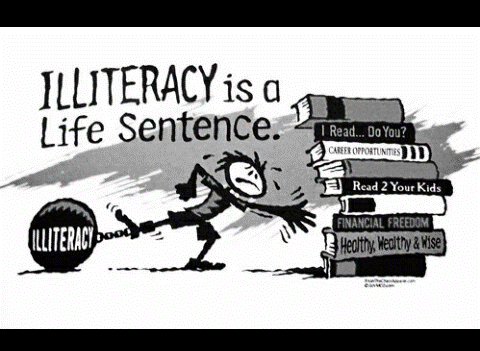 ILLITERACY is a
Life Sentence.
I Read... Do You?
CAREER OPPORTUNITIES
Read 2 Your Kids
FINANCIAL FREEDOM
Healthy, Wealthy & Wise
ILLITERACY